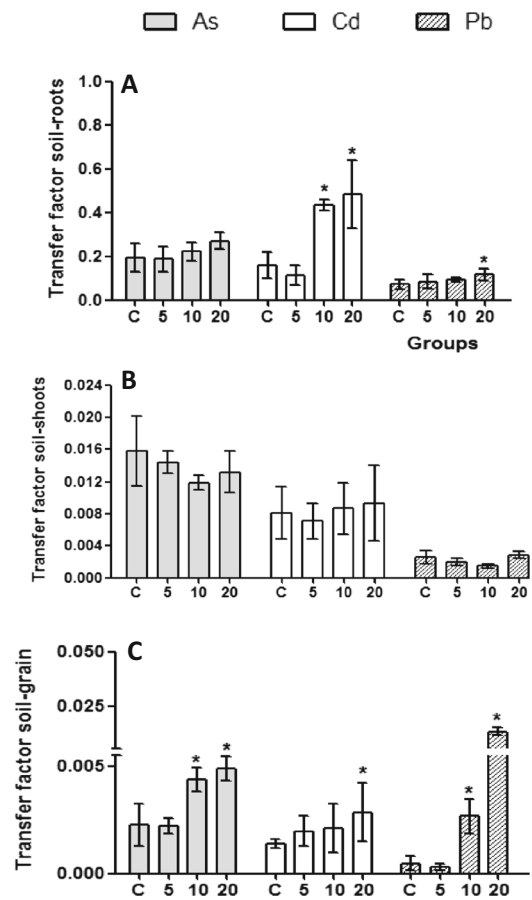 As Cd Pb
A
Transfer factor soil-roots
1.0
0.8
0.6
0.4
0.2
0.0
* * *
C 5 10 20 C 5 10 20 C 5 10 20
Groups
B
Transfer factor soil-shoots
0.024
0.020
0.016
0.012
0.008
0.004
0.000
C 5 10 20 C 5 10 20 C 5 10 20
C
Transfer factor soil-grain
0.050
0.025
0.005
0.000
* * * * *
C 5 10 20 C 5 10 20 C 5 10 20